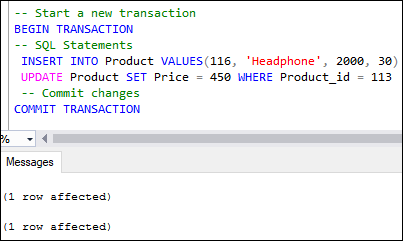 -- Start a new transaction
BEGIN TRANSACTION
-- SQL Statements
INSERT INTO Product VALUES(116, 'Headphone', 2000, 30)
UPDATE Product SET Price = 450 WHERE Product_id = 113
-- Commit changes
COMMIT TRANSACTION
%
Messages
(1 row affected)
(1 row affected)